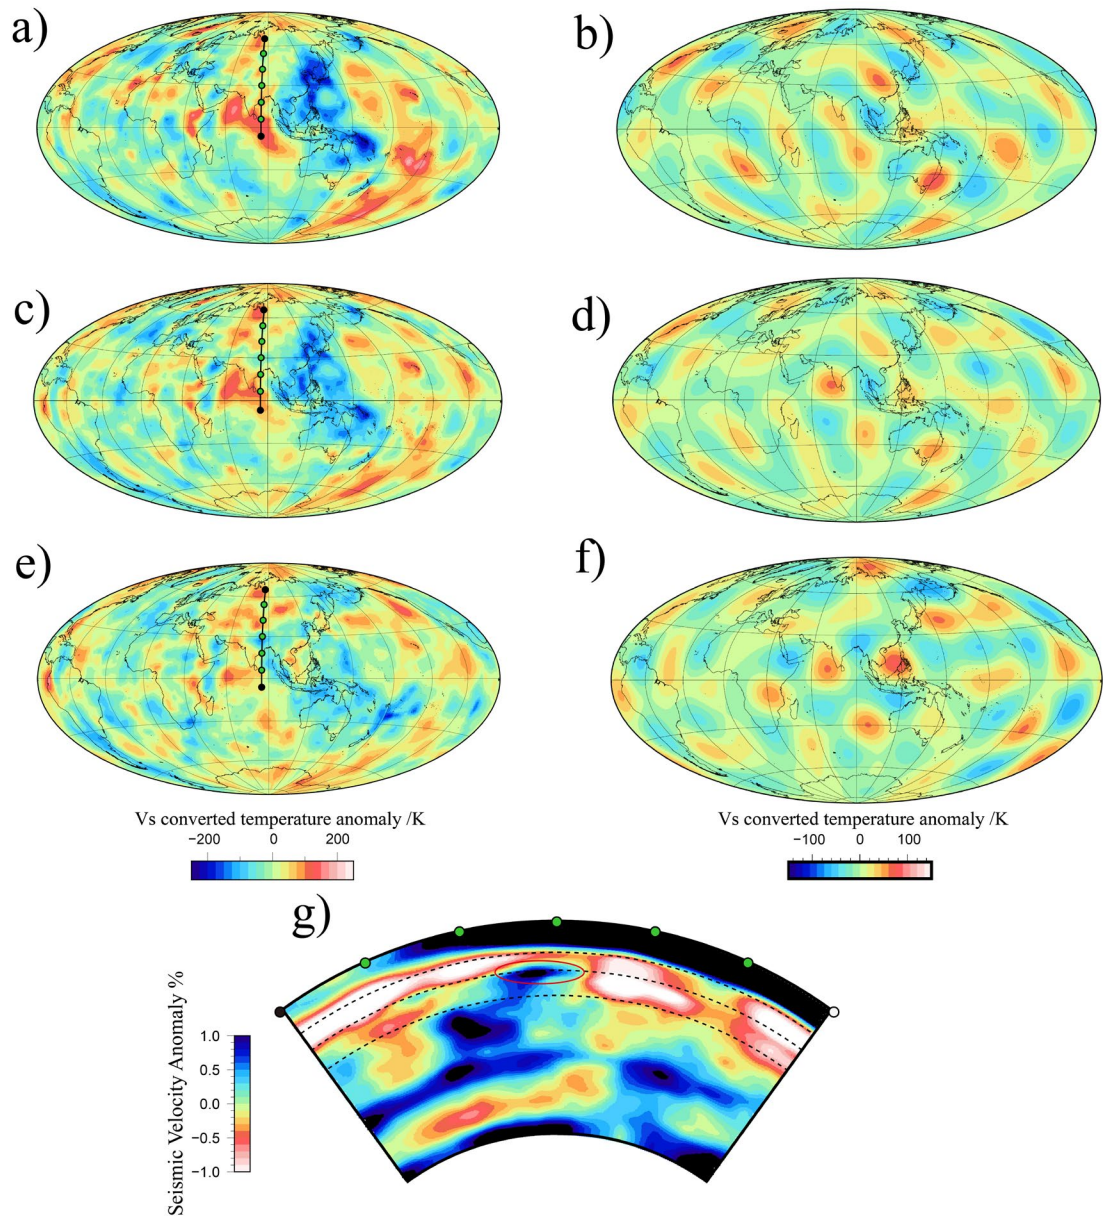 a)
b)
c)
d)
e)
f)
Vs converted temperature anomaly /K
−200 0 200
Vs converted temperature anomaly /K
−100 0 100
g)
Seismic Velocity Anomaly %
1.0
0.5
0.0
−0.5
−1.0